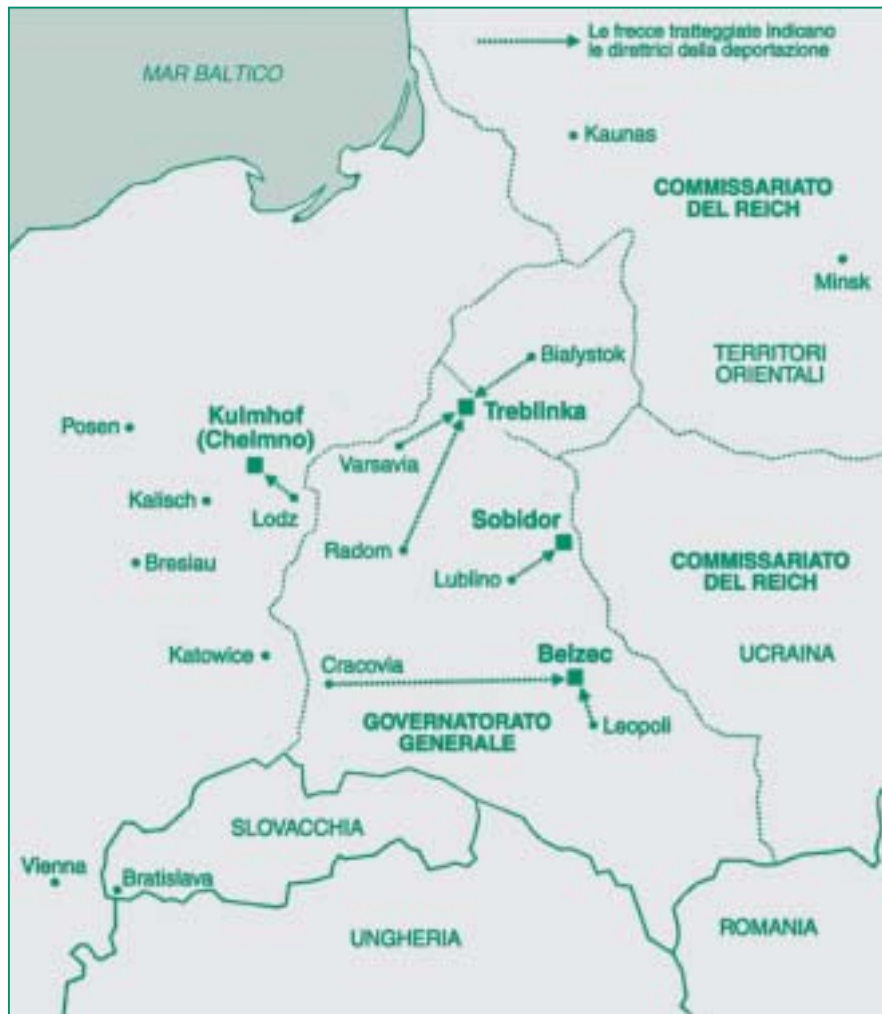 Le frecce tratteggiate indicano
le direttrici della deportazione
MAR BALTICO
Kaunas
COMMISSARIATO
DEL REICH
Minsk
Bialystok
TERRITORI
ORIENTALI
Kulmhof
(Chelmno)
Treblinka
Posen
Varsavia
Kalisch
Lodz
Sobidor
Radom
Breslau
Lublino
COMMISSARIATO
DEL REICH
Katowice
Cracovia
Belzec
UCRAINA
GOVERNATORATO
GENERALE
Leopoli
SLOVACCHIA
Vienna
Bratislava
UNGHERIA
ROMANIA